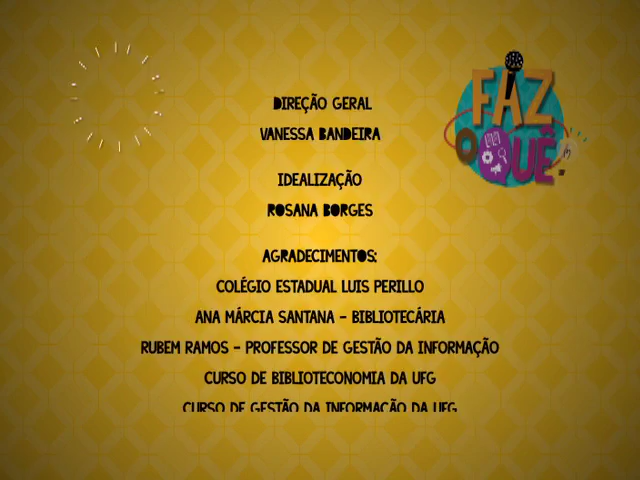 FAZ
O QUÊ.
DIREÇÃO GERAL
VANESSA BANDEIRA
IDEALIZAÇÃO
ROSANA BORGES
AGRADECIMENTOS:
COLÉGIO ESTADUAL LUIS PERILLO
ANA MÁRCIA SANTANA - BIBLIOTECÁRIA
RUBEM RAMOS - PROFESSOR DE GESTÃO DA INFORMAÇÃO
CURSO DE BIBLIOTECONOMIA DA UFG
CURSO DE GESTÃO DA INFORMAÇÃO DA UFG